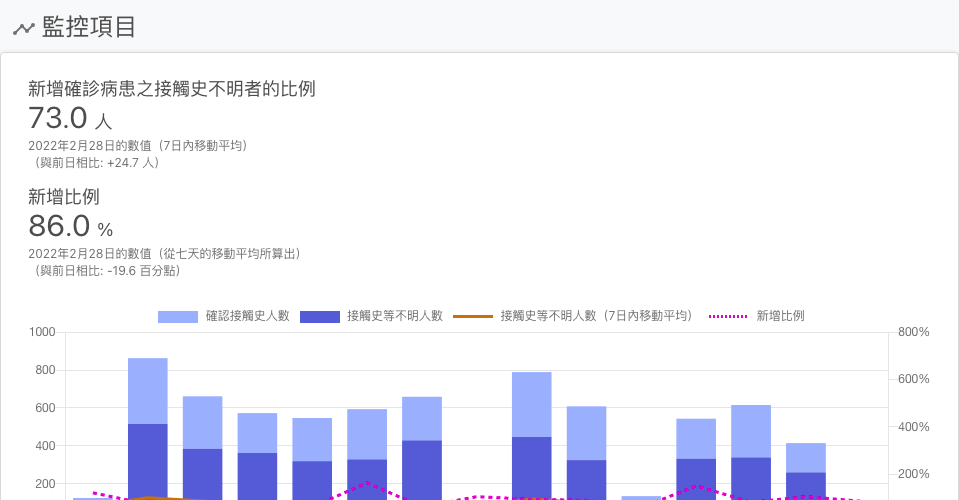 監控項目
新增確診病患之接觸史不明者的比例
73.0 人
2022年2月28日的數值（7日內移動平均）
（與前日相比: +24.7 人）
新增比例
86.0 %
2022年2月28日的數值（從七天的移動平均所算出）
（與前日相比: -19.6 百分點）
確認接觸史人數 接觸史等不明人數 接觸史等不明人數（7日內移動平均） 新增比例
1000 800%
800
600%
600
400 400%
200 200%